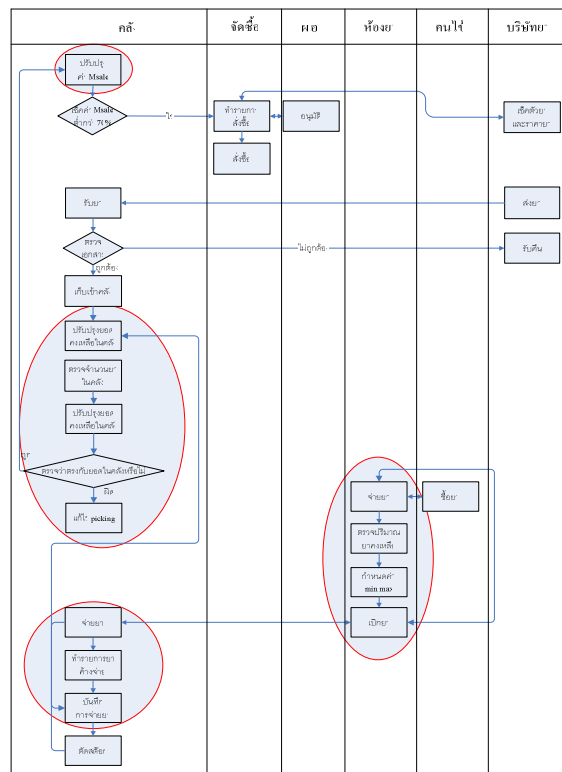 คลั
จัดซื้อ
ผอ
ห้องย
คนไข้
บริษัทย
ปรับปรุ
ค่า Msale
เช็คค่า Msale
ต่ำกว่า 70%
ใช่
ทำรายการ
สั่งซื้อ
อนุมัติ
เช็คตัวย
และราคาย
สั่งซื้อ
รับย
ส่งย
ตรวจ
เอกสา
ไม่ถูกต้อ
รับคืน
ถูกต้อ
เก็บเข้าคลั
ปรับปรุงยอด
คงเหลือในคลั
ตรวจจำนวนย
ในคลั
ปรับปรุงยอด
คงเหลือในคลั
ถูก
ตรวจว่าตรงกับยอดในคลังหรือไม่
ผิด
แก้ไข picking
จ่ายย
ซื้อย
ตรวจปริมาณ
ยาคงเหลื
กำหนดค่
min max
เบิกย
จ่ายย
ทำรายการย
ค้างจ่าย
บันทึก
การจ่ายย
ตัดสต๊อก